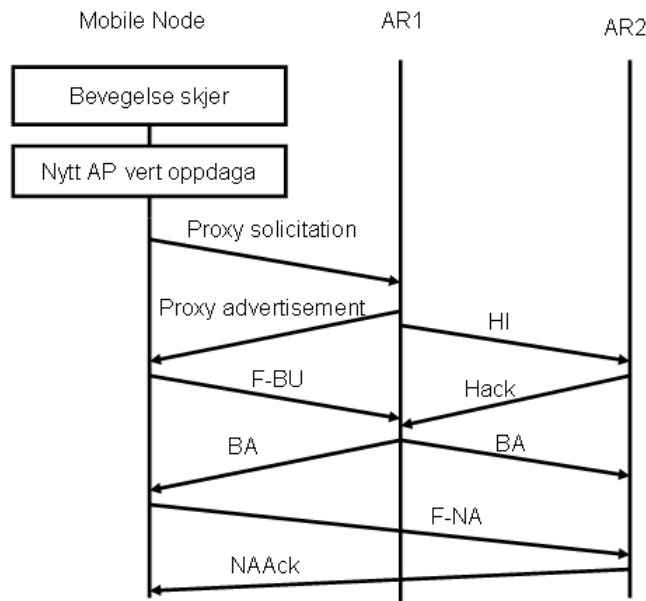 Mobile Node
AR1
AR2
Bevegelse skjer
Nytt AP vert oppdaga
Proxy solicitation
Proxy advertisement
HI
F-BU
Hack
BA
BA
F-NA
NAAck